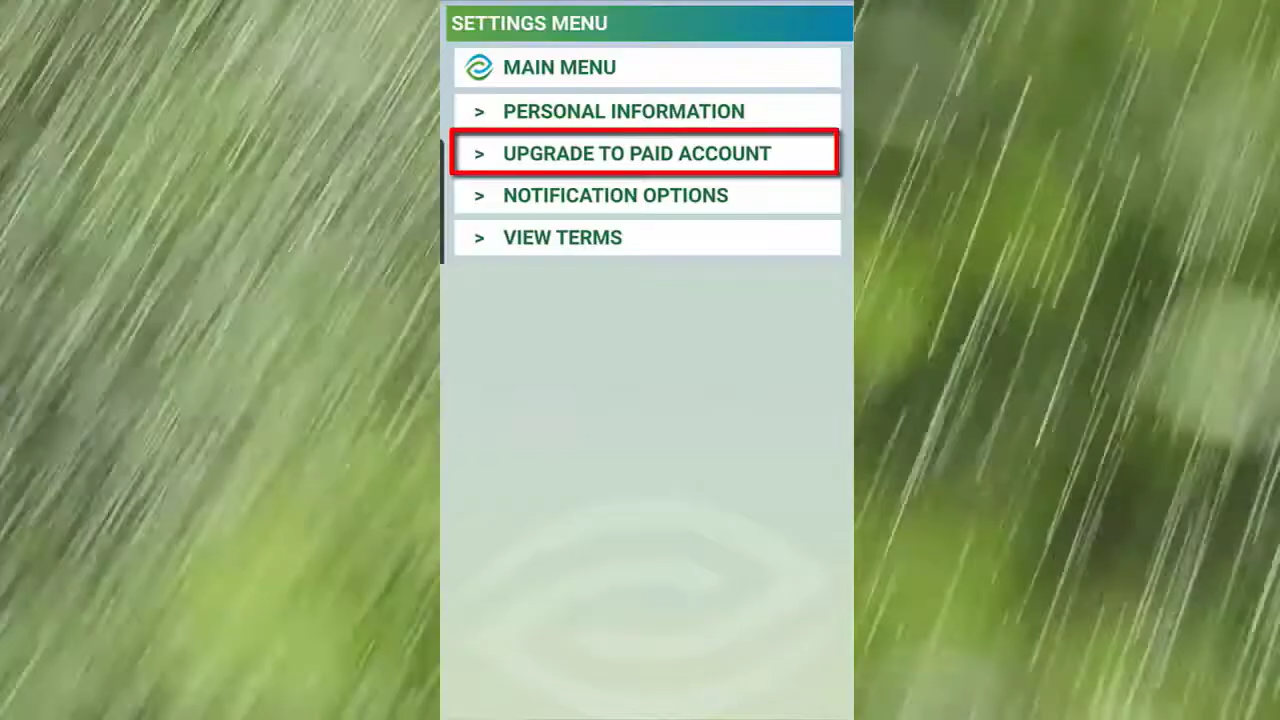 SETTINGS MENU
MAIN MENU
> PERSONAL INFORMATION
> UPGRADE TO PAID ACCOUNT
> NOTIFICATION OPTIONS
> VIEW TERMS